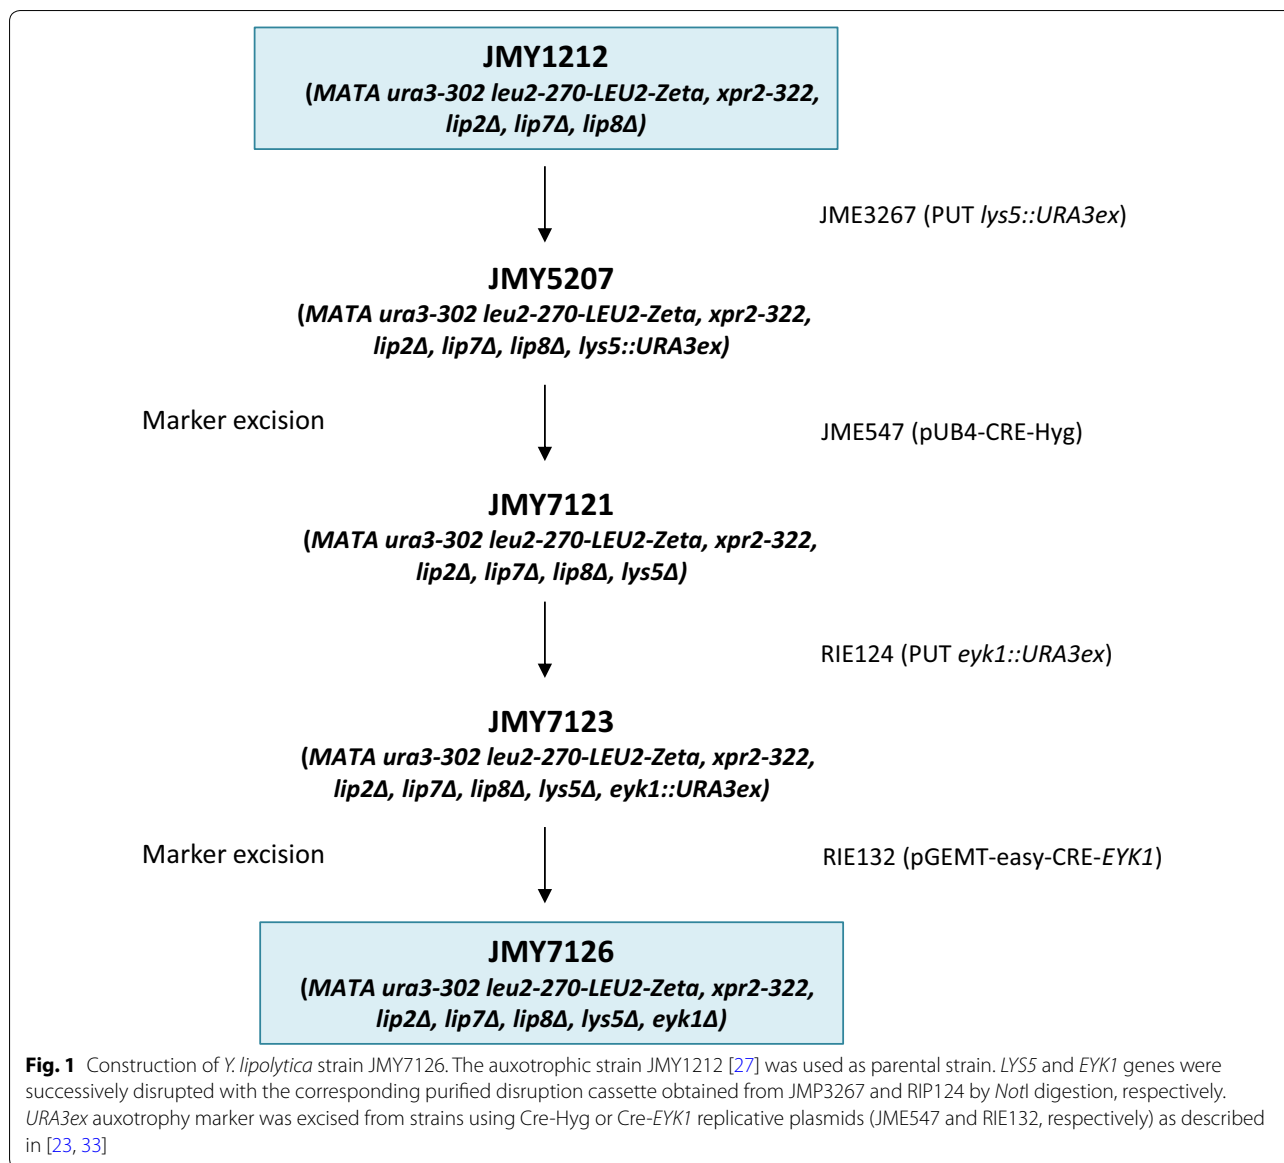 JMY1212
(MATA ura3-302 leu2-270-LEU2-Zeta, xpr2-322,
lip2Δ, lip7Δ, lip8Δ)
JME3267 (PUT lys5::URA3ex)
JMY5207
(MATA ura3-302 leu2-270-LEU2-Zeta, xpr2-322,
lip2Δ, lip7Δ, lip8Δ, lys5::URA3ex)
Marker excision
JME547 (pUB4-CRE-Hyg)
JMY7121
(MATA ura3-302 leu2-270-LEU2-Zeta, xpr2-322,
lip2Δ, lip7Δ, lip8Δ, lys5Δ)
RIE124 (PUT eyk1::URA3ex)
JMY7123
(MATA ura3-302 leu2-270-LEU2-Zeta, xpr2-322,
lip2Δ, lip7Δ, lip8Δ, lys5Δ, eyk1::URA3ex)
Marker excision
RIE132 (pGEMT-easy-CRE-EYK1)
JMY7126
(MATA ura3-302 leu2-270-LEU2-Zeta, xpr2-322,
lip2Δ, lip7Δ, lip8Δ, lys5Δ, eyk1Δ)
Fig. 1 Construction of Y. lipolytica strain JMY7126. The auxotrophic strain JMY1212 [27] was used as parental strain. LYS5 and EYK1 genes were
successively disrupted with the corresponding purified disruption cassette obtained from JMP3267 and RIP124 by NotI digestion, respectively.
URA3ex auxotrophy marker was excised from strains using Cre-Hyg or Cre-EYK1 replicative plasmids (JME547 and RIE132, respectively) as described
in [23, 33]